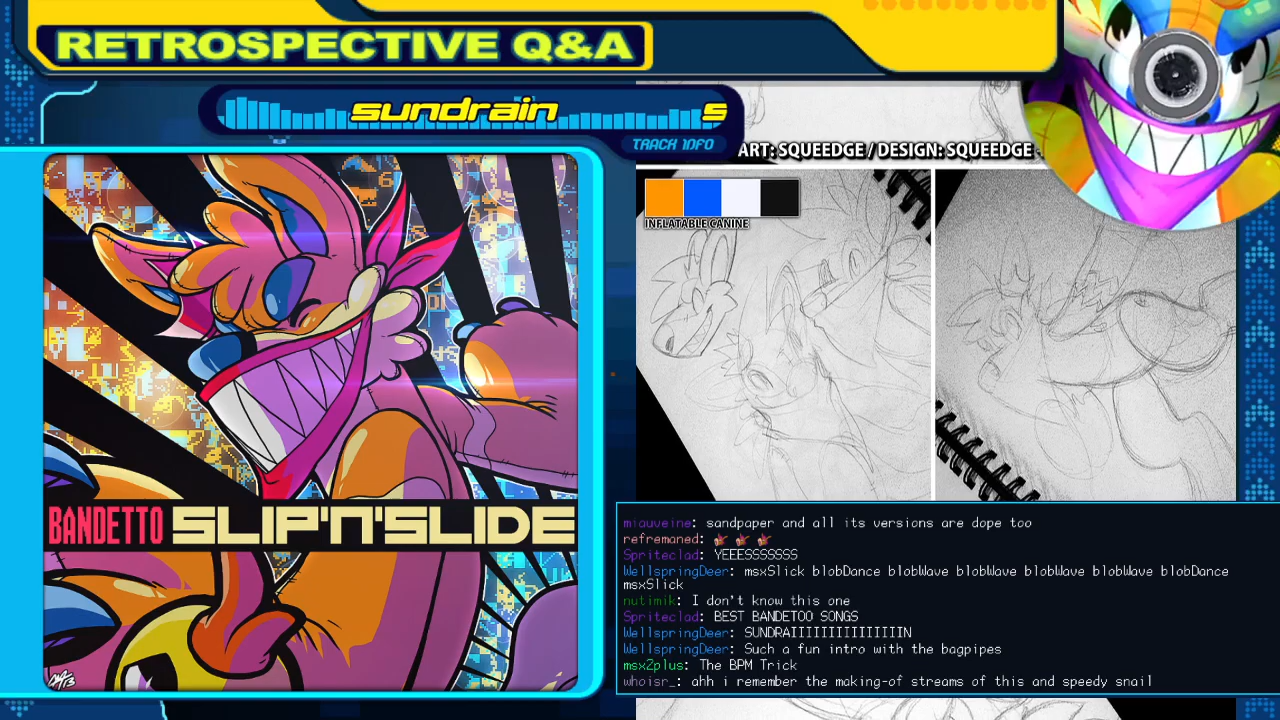 RETROSPECTIVE Q&A
sundrain
s
TRACK INFO
ART: SQUEEDGE / DESIGN: SQUEEDGE -
INFLATABLE CANINE
BANDETTO SLIP'N'SLIDE
miauveine: sandpaper and all its versions are dope too
refremaned:
Spriteclad: YEEESSSSSSS
WellspringDeer: msxSlick blobDance blobWave blobWave blobWave blobWave blobDance
msxSlick
nutimik: I don't know this one
Spriteclad: BEST BANDETOO SONGS
WellspringDeer: SUNDRAIIIIIIIIIIIIIIIN
WellspringDeer: Such a fun intro with the bagpipes
msxZplus: The BPM Trick
whoisr_: ahh i remember the making-of streams of this and speedy snail